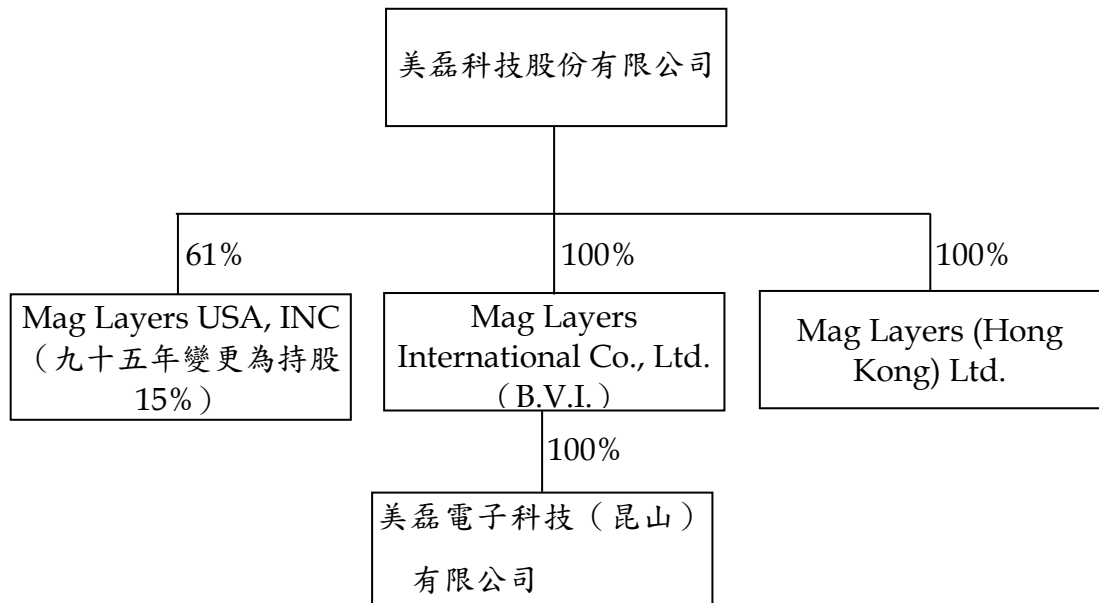 美磊科技股份有限公司
61%
100%
100%
Mag Layers USA, INC
（九十五年變更為持股
15%）
Mag Layers
International Co., Ltd.
（B.V.I.）
Mag Layers (Hong
Kong) Ltd.
100%
美磊電子科技（昆山）
有限公司